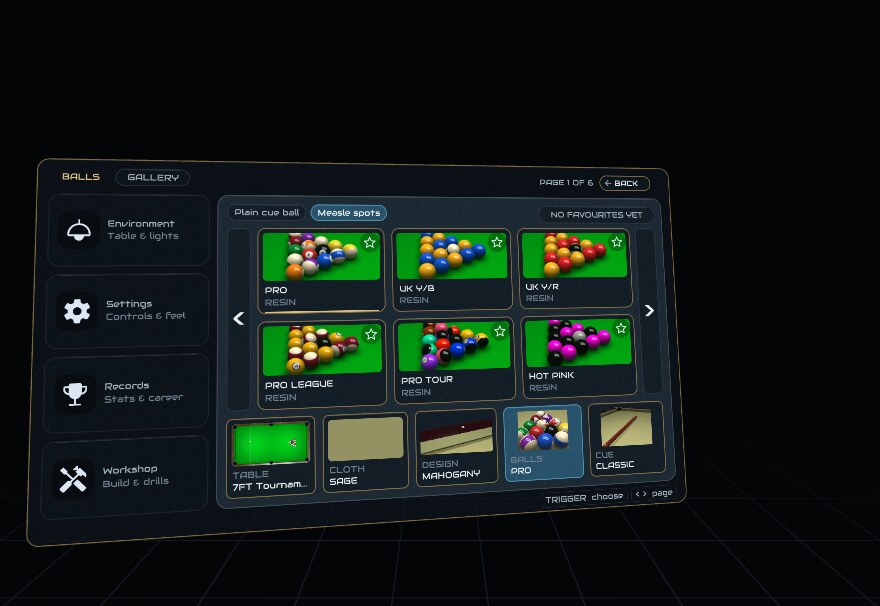 BALLS
GALLERY
PAGE 1 OF 6
← BACK
Environment
Table & lights
Settings
Controls & feel
Records
Stats & career
Workshop
Build & drills
Plain cue ball
Measle spots
NO FAVOURITES YET
PRO
RESIN
UK Y/B
RESIN
UK Y/R
RESIN
PRO LEAGUE
RESIN
PRO TOUR
RESIN
HOT PINK
RESIN
TABLE
7FT Tournam...
CLOTH
SAGE
DESIGN
MAHOGANY
BALLS
PRO
CUE
CLASSIC
TRIGGER choose
< > page